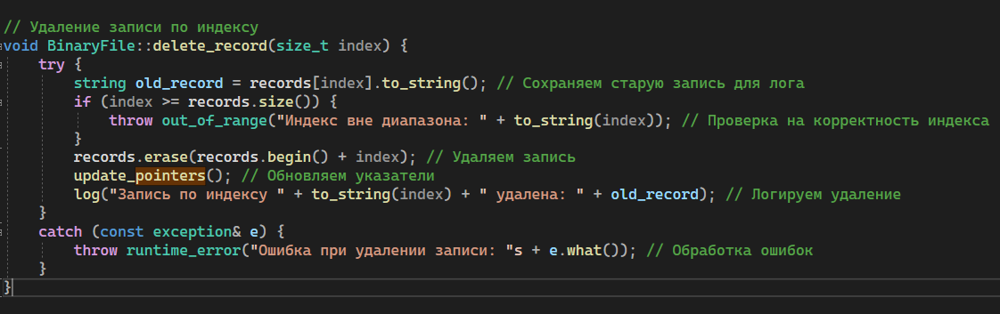 // Удаление записи по индексу
void BinaryFile::delete_record(size_t index) {
    try {
        string old_record = records[index].to_string(); // Сохраняем старую запись для лога
        if (index >= records.size()) {
            throw out_of_range("Индекс вне диапазона: " + to_string(index)); // Проверка на корректность индекса
        }
        records.erase(records.begin() + index); // Удаляем запись
        update_pointers(); // Обновляем указатели
        log("Запись по индексу " + to_string(index) + " удалена: " + old_record); // Логируем удаление
    }
    catch (const exception& e) {
        throw runtime_error("Ошибка при удалении записи: "s + e.what()); // Обработка ошибок
    }
}